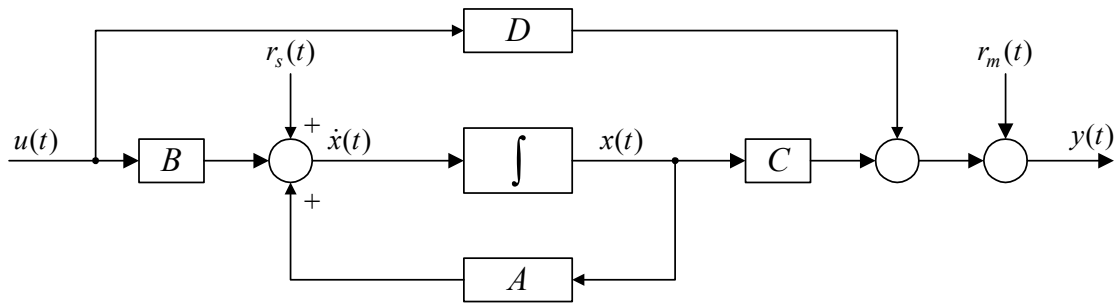 D
r_s(t)
r_m(t)
+
u(t)
B
ẋ(t)
∫
x(t)
C
y(t)
+
A